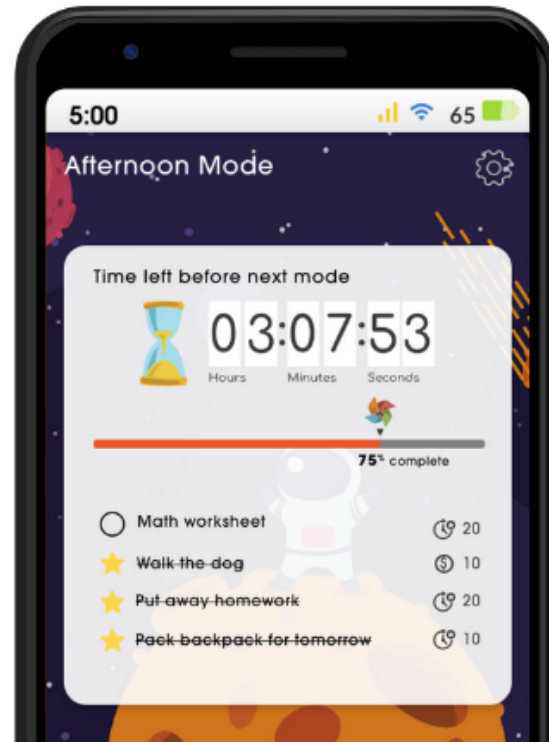 5:00 65
Afternoon Mode
Time left before next mode
03:07:53
Hours Minutes Seconds
75% complete
Math worksheet 20
Walk the dog $ 10
Put away homework 20
Pack backpack for tomorrow 10